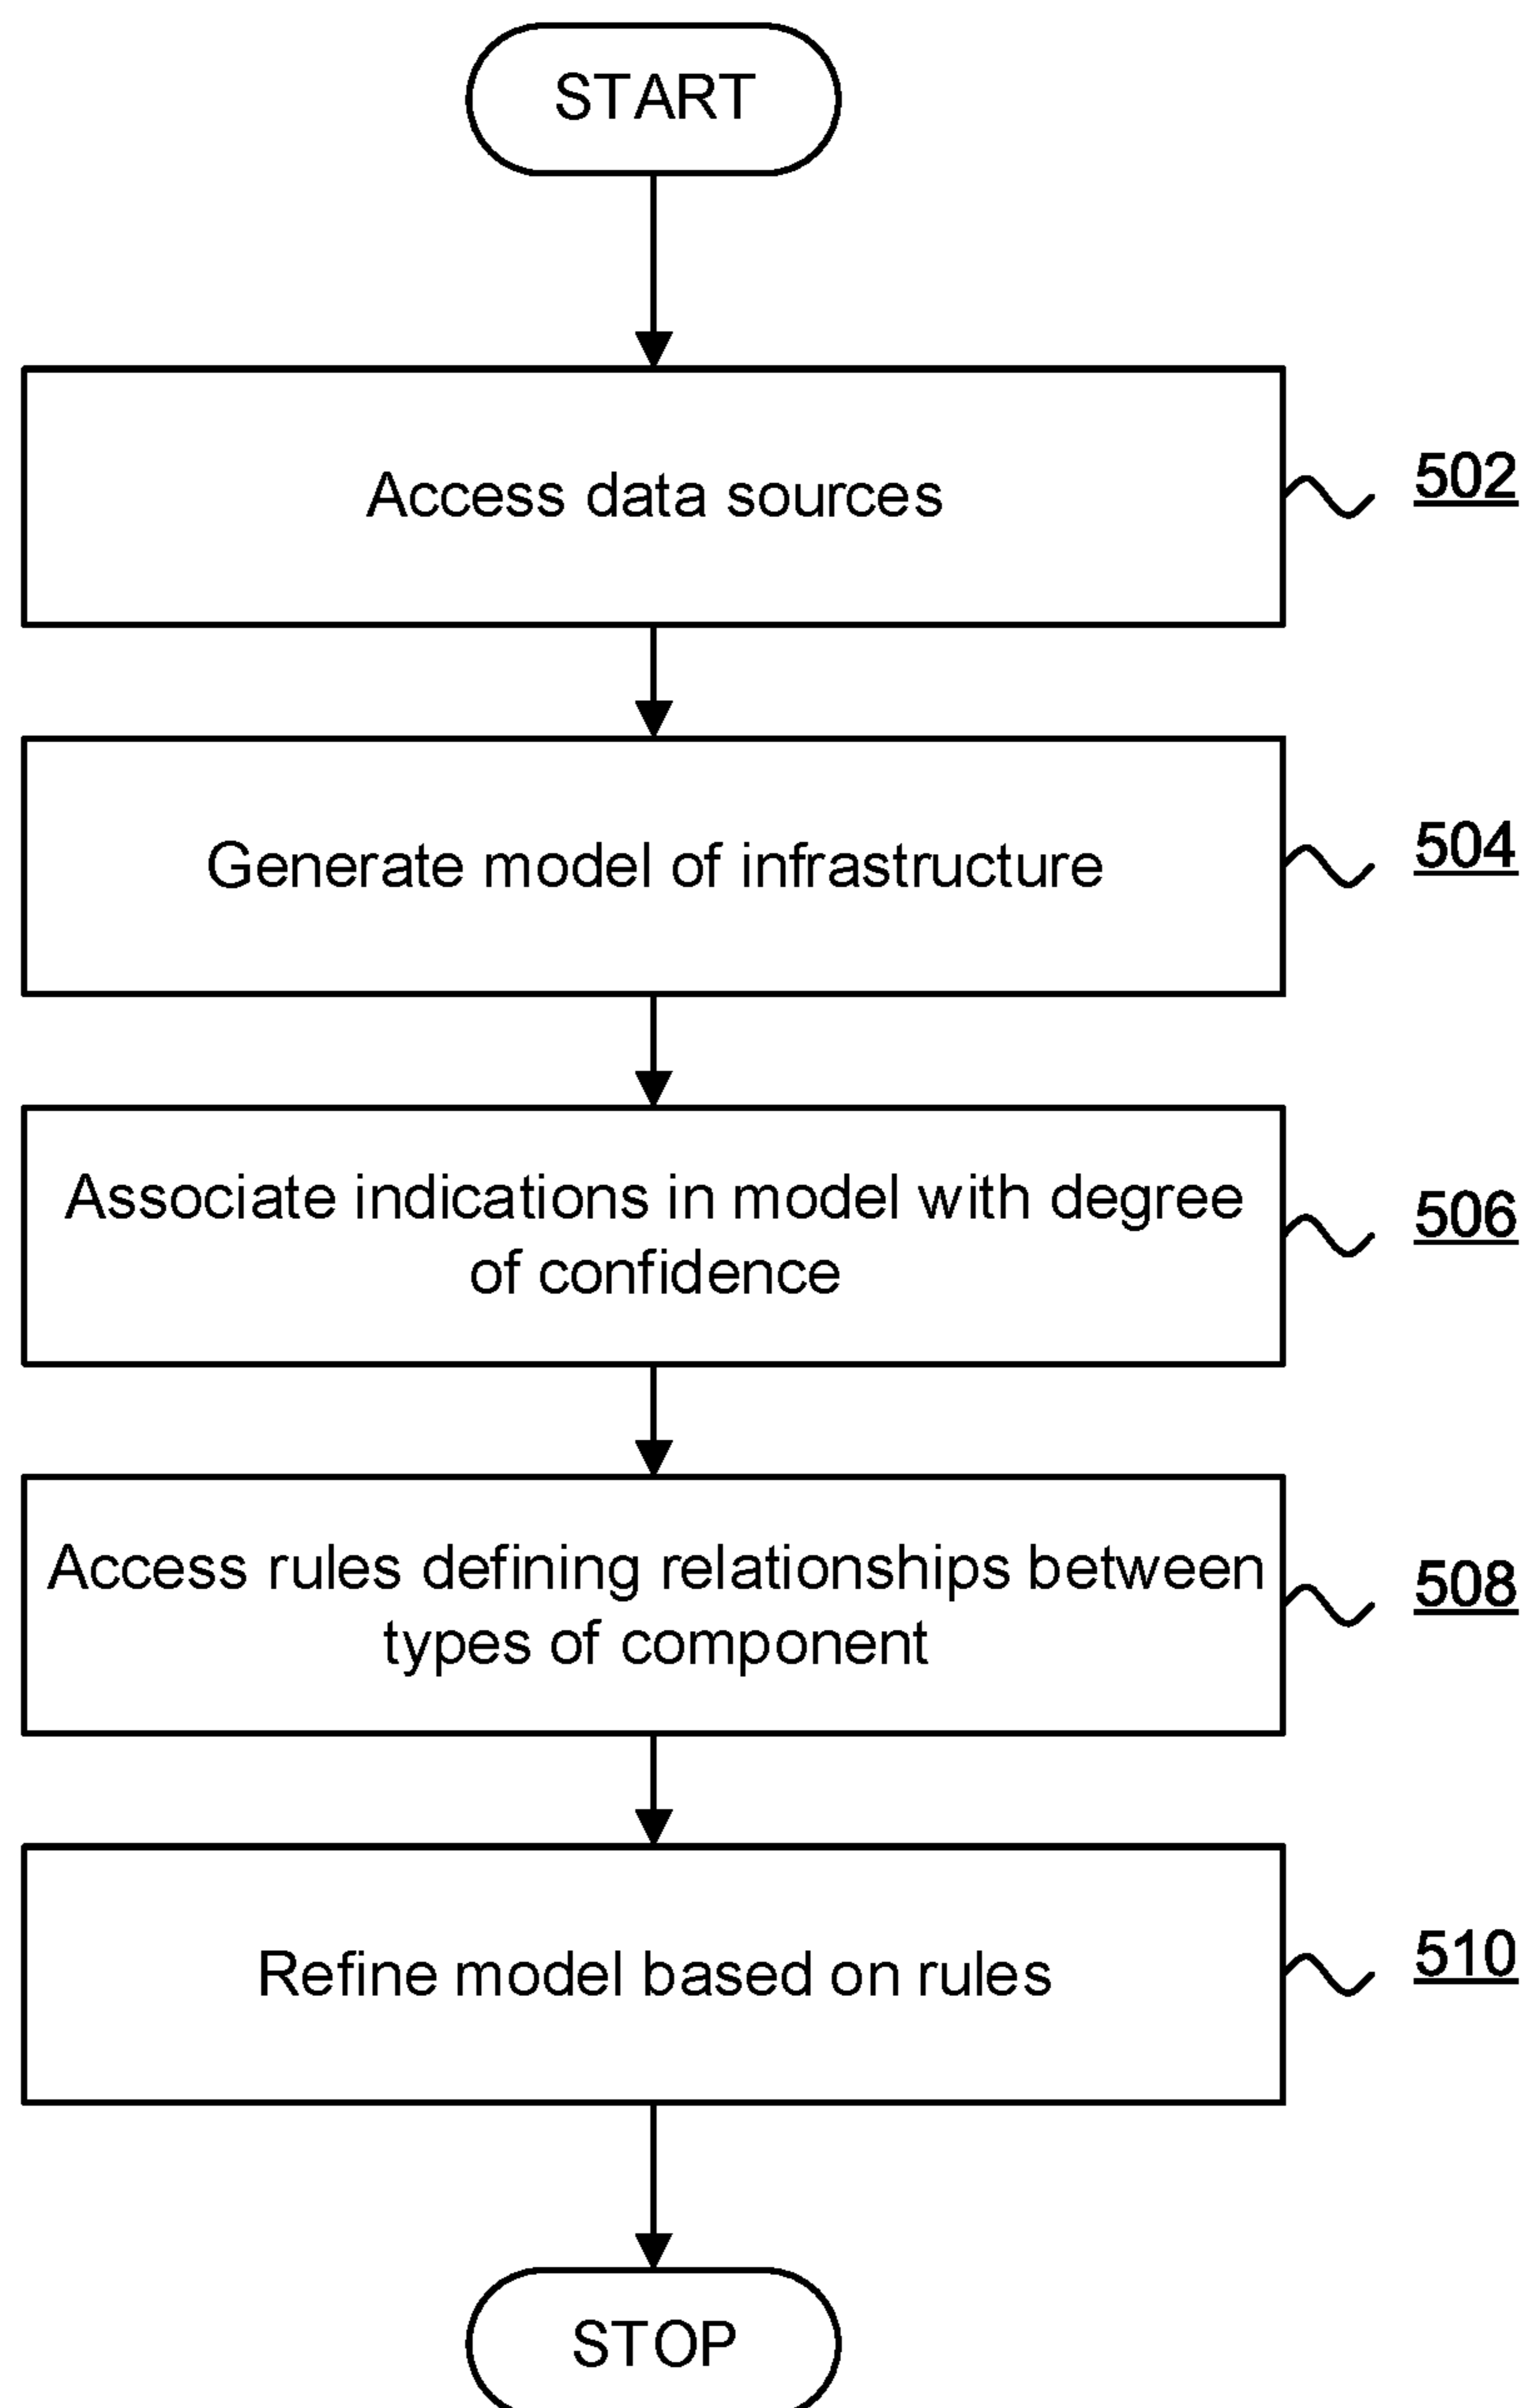 START
Access data sources
502
Generate model of infrastructure
504
Associate indications in model with degree
of confidence
506
Access rules defining relationships between
types of component
508
Refine model based on rules
510
STOP